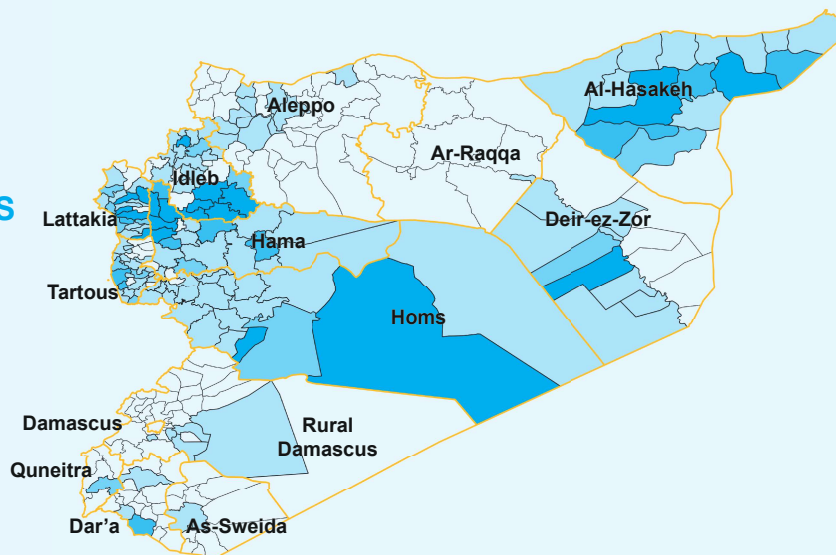 Aleppo
Al-Hasakeh
Ar-Raqqa
Idleb
S
Lattakia
Deir-ez-Zor
Hama
Tartous
Homs
Damascus
Rural
Damascus
Quneitra
Dar'a
As-Sweida